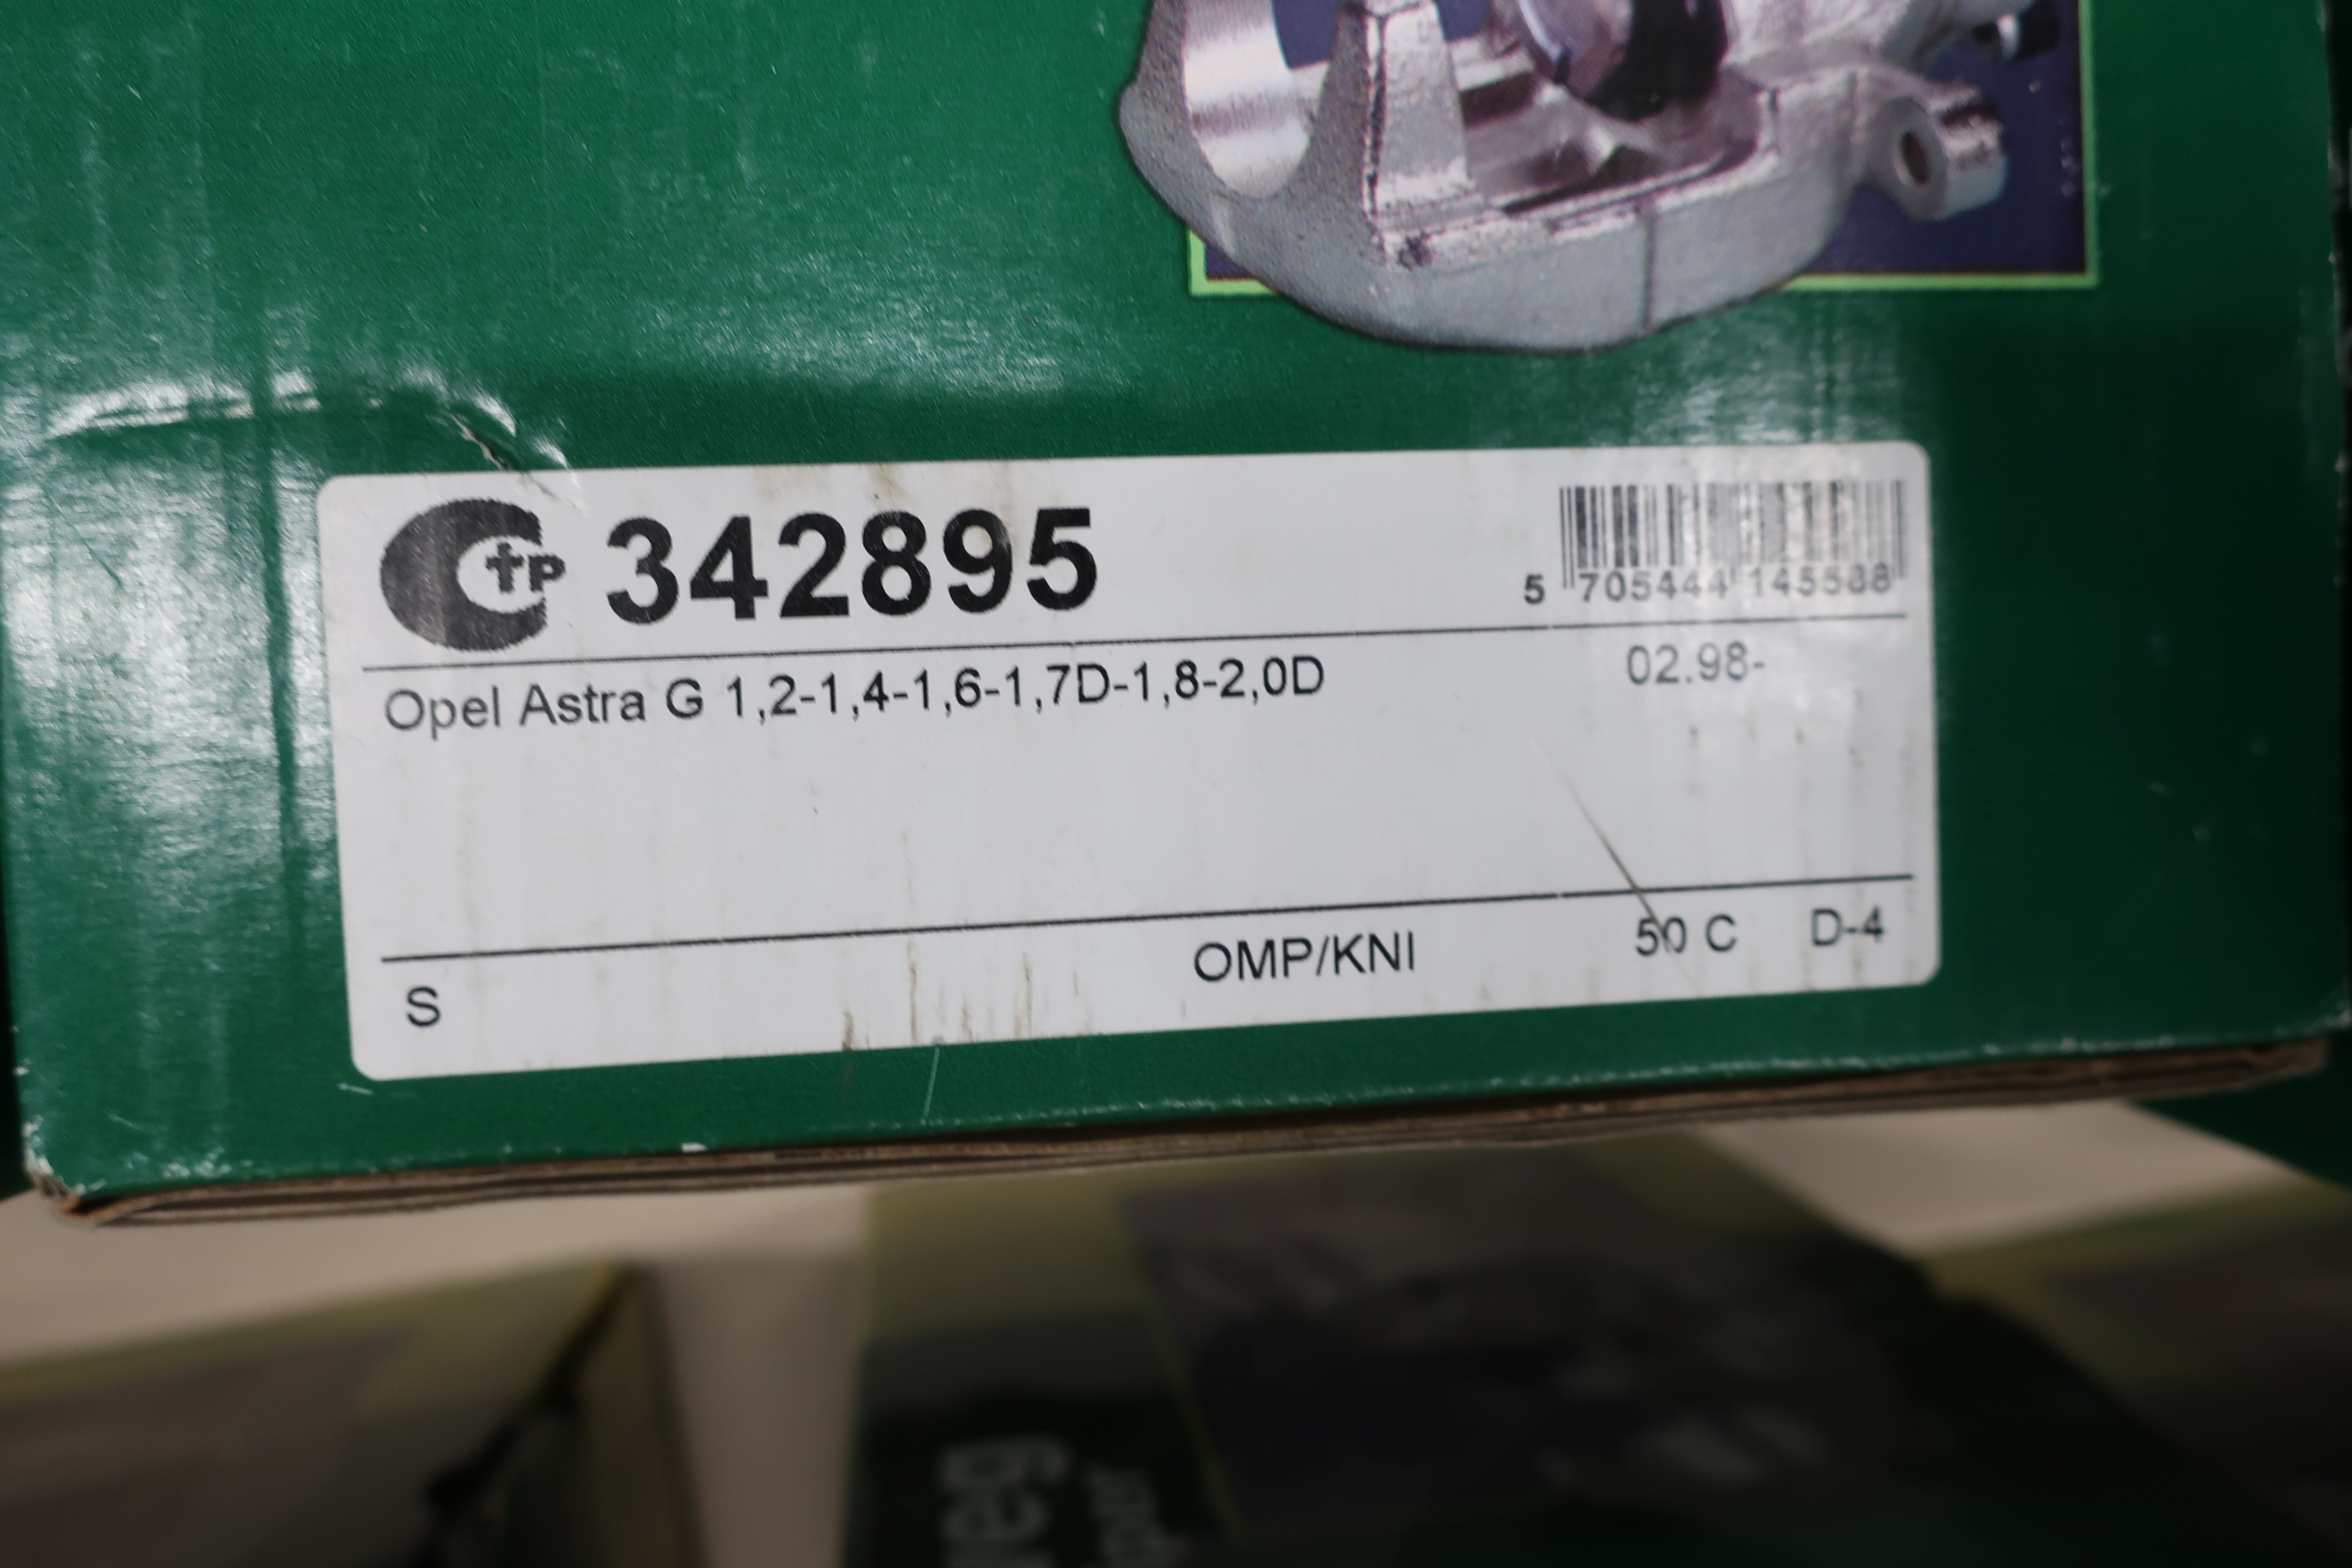 ctp 342895
5 705444 145588
Opel Astra G 1,2-1,4-1,6-1,7D-1,8-2,0D 02.98-
S OMP/KNI 50 C D-4